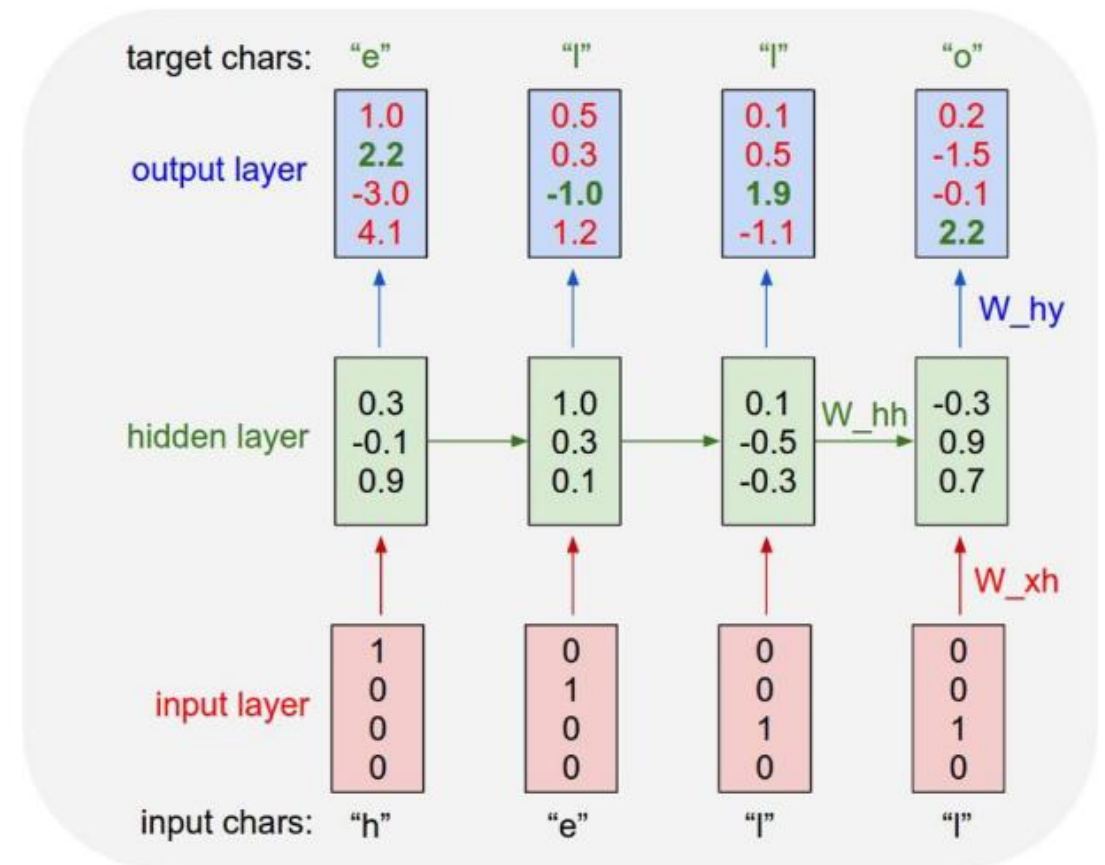 target chars: “e” “l” “l” “o”
output layer
1.0 0.5 0.1 0.2
2.2 0.3 0.5 -1.5
-3.0 -1.0 1.9 -0.1
4.1 1.2 -1.1 2.2
W_hy
hidden layer
0.3 1.0 0.1 -0.3
-0.1 0.3 -0.5 0.9
0.9 0.1 -0.3 0.7
W_hh
W_xh
input layer
1 0 0 0
0 1 0 0
0 0 1 1
0 0 0 0
input chars: “h” “e” “l” “l”